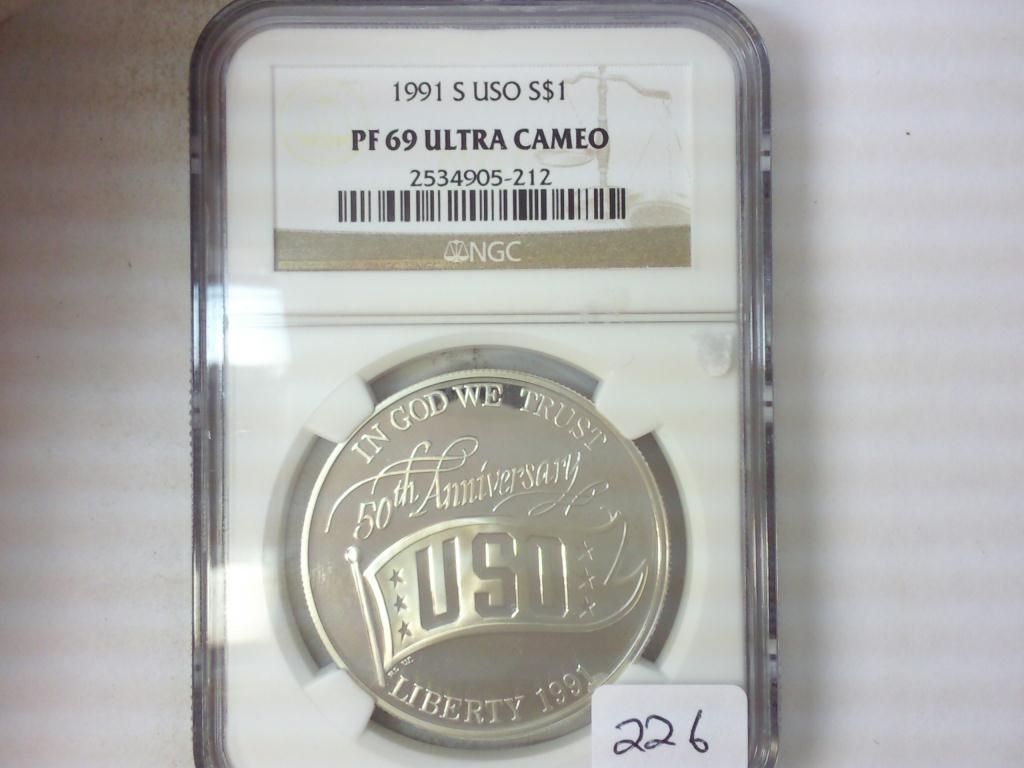 1991 S USO S$1
PF 69 ULTRA CAMEO
2534905-212
NGC
IN GOD WE TRUST
50th Anniversary
USO
LIBERTY 1991
226